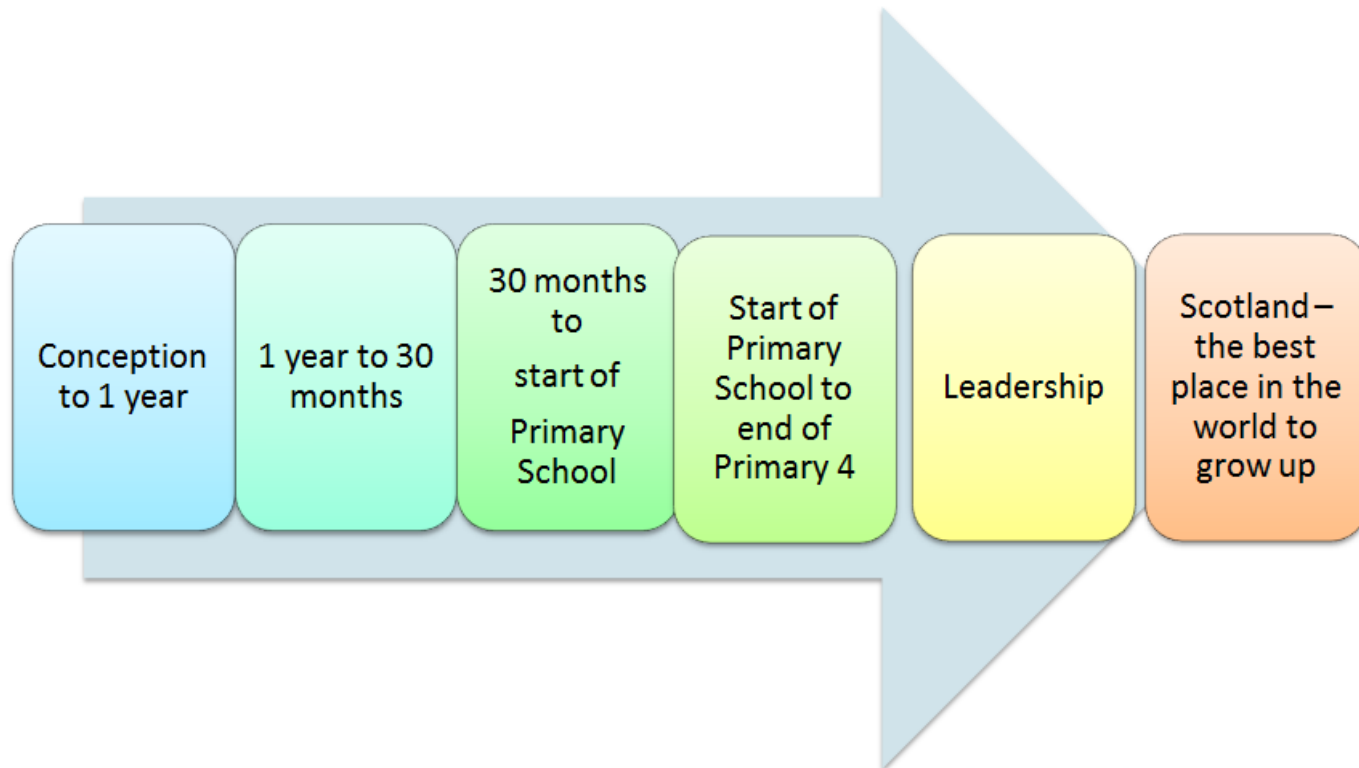 Conception
to 1 year
1 year to 30
months
30 months
to
start of
Primary
School
Start of
Primary
School to
end of
Primary 4
Leadership
Scotland –
the best
place in the
world to
grow up